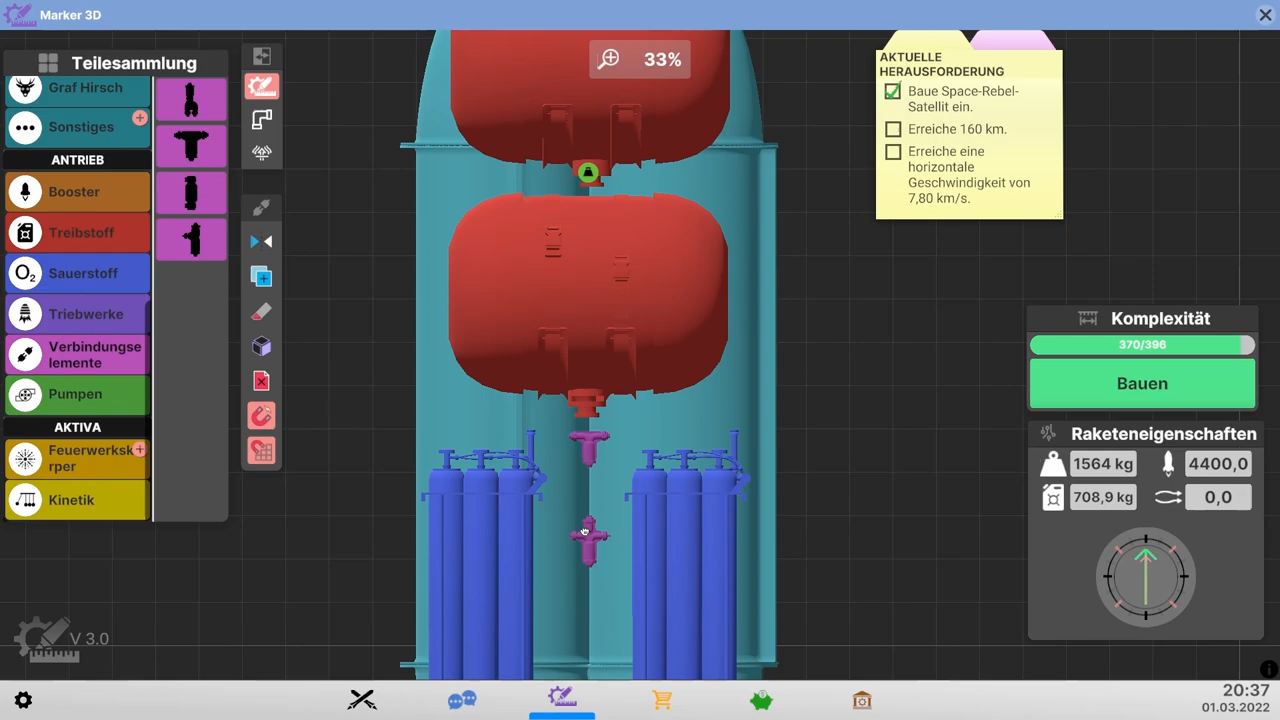 Marker 3D
Teilesammlung
Graf Hirsch
Sonstiges
ANTRIEB
Booster
Treibstoff
O2 Sauerstoff
Triebwerke
Verbindungse
lemente
Pumpen
AKTIVA
Feuerwerksk
rper
Kinetik
V 3.0
33%
AKTUELLE
HERAUSFORDERUNG
Baue Space-Rebel-
Satellit ein.
Erreiche 160 km.
Erreiche eine
horizontale
Geschwindigkeit von
7,80 km/s.
Komplexität
370/396
Bauen
Raketeneigenschaften
1564 kg
4400,0
708,9 kg
0,0
20:37
01.03.2022